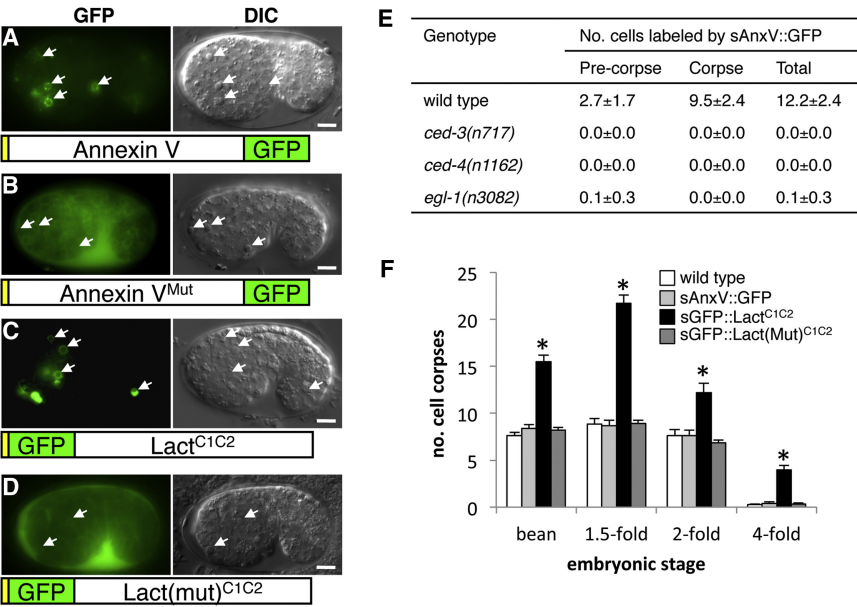 GFP DIC
A
Annexin V GFP
B
Annexin VMut GFP
C
GFP LactC1C2
D
GFP Lact(mut)C1C2
E
Genotype No. cells labeled by sAnxV::GFP
Pre-corpse Corpse Total
wild type 2.7±1.7 9.5±2.4 12.2±2.4
ced-3(n717) 0.0±0.0 0.0±0.0 0.0±0.0
ced-4(n1162) 0.0±0.0 0.0±0.0 0.0±0.0
egl-1(n3082) 0.1±0.3 0.0±0.0 0.1±0.3
F
no. cell corpses
25
20
15
10
5
0
* * * *
wild type
sAnxV::GFP
sGFP::LactC1C2
sGFP::Lact(Mut)C1C2
bean 1.5-fold 2-fold 4-fold
embryonic stage